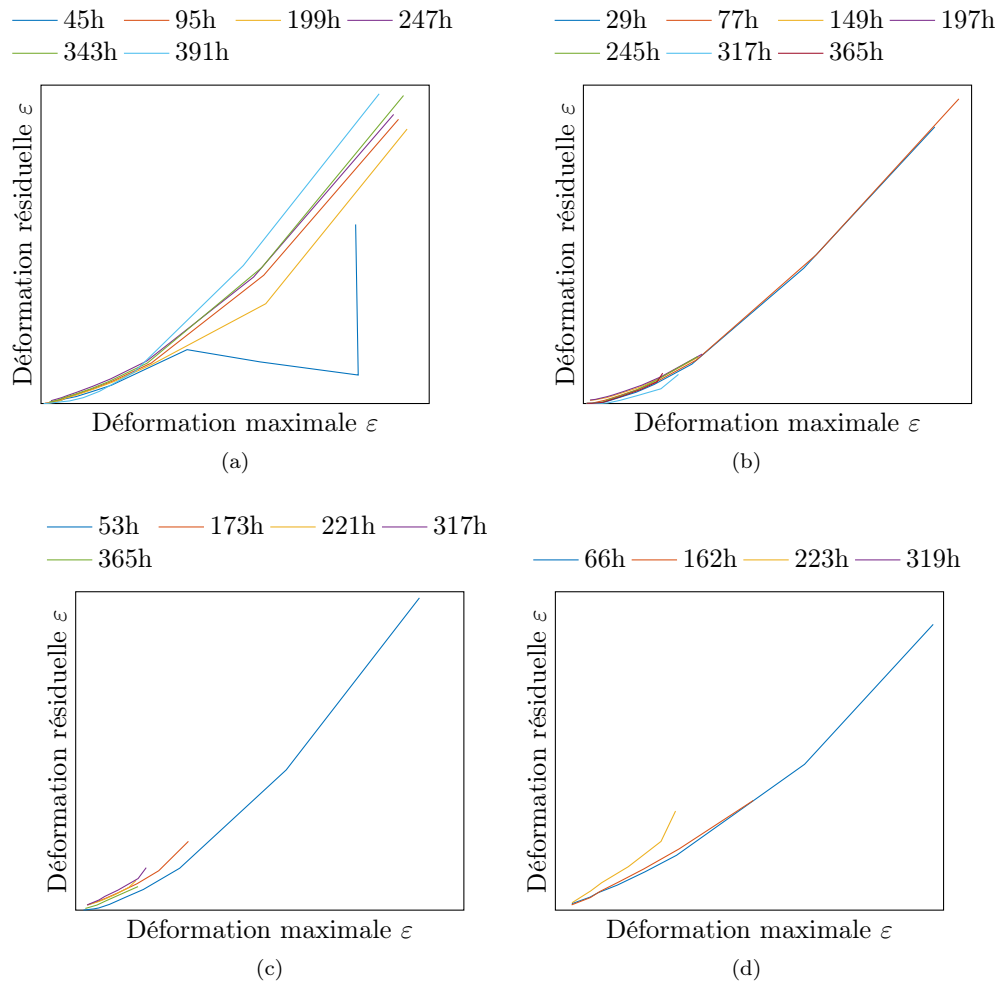 45h 95h 199h 247h
343h 391h
Déformation résiduelle ε
Déformation maximale ε
(a)
29h 77h 149h 197h
245h 317h 365h
Déformation résiduelle ε
Déformation maximale ε
(b)
53h 173h 221h 317h
365h
Déformation résiduelle ε
Déformation maximale ε
(c)
66h 162h 223h 319h
Déformation résiduelle ε
Déformation maximale ε
(d)